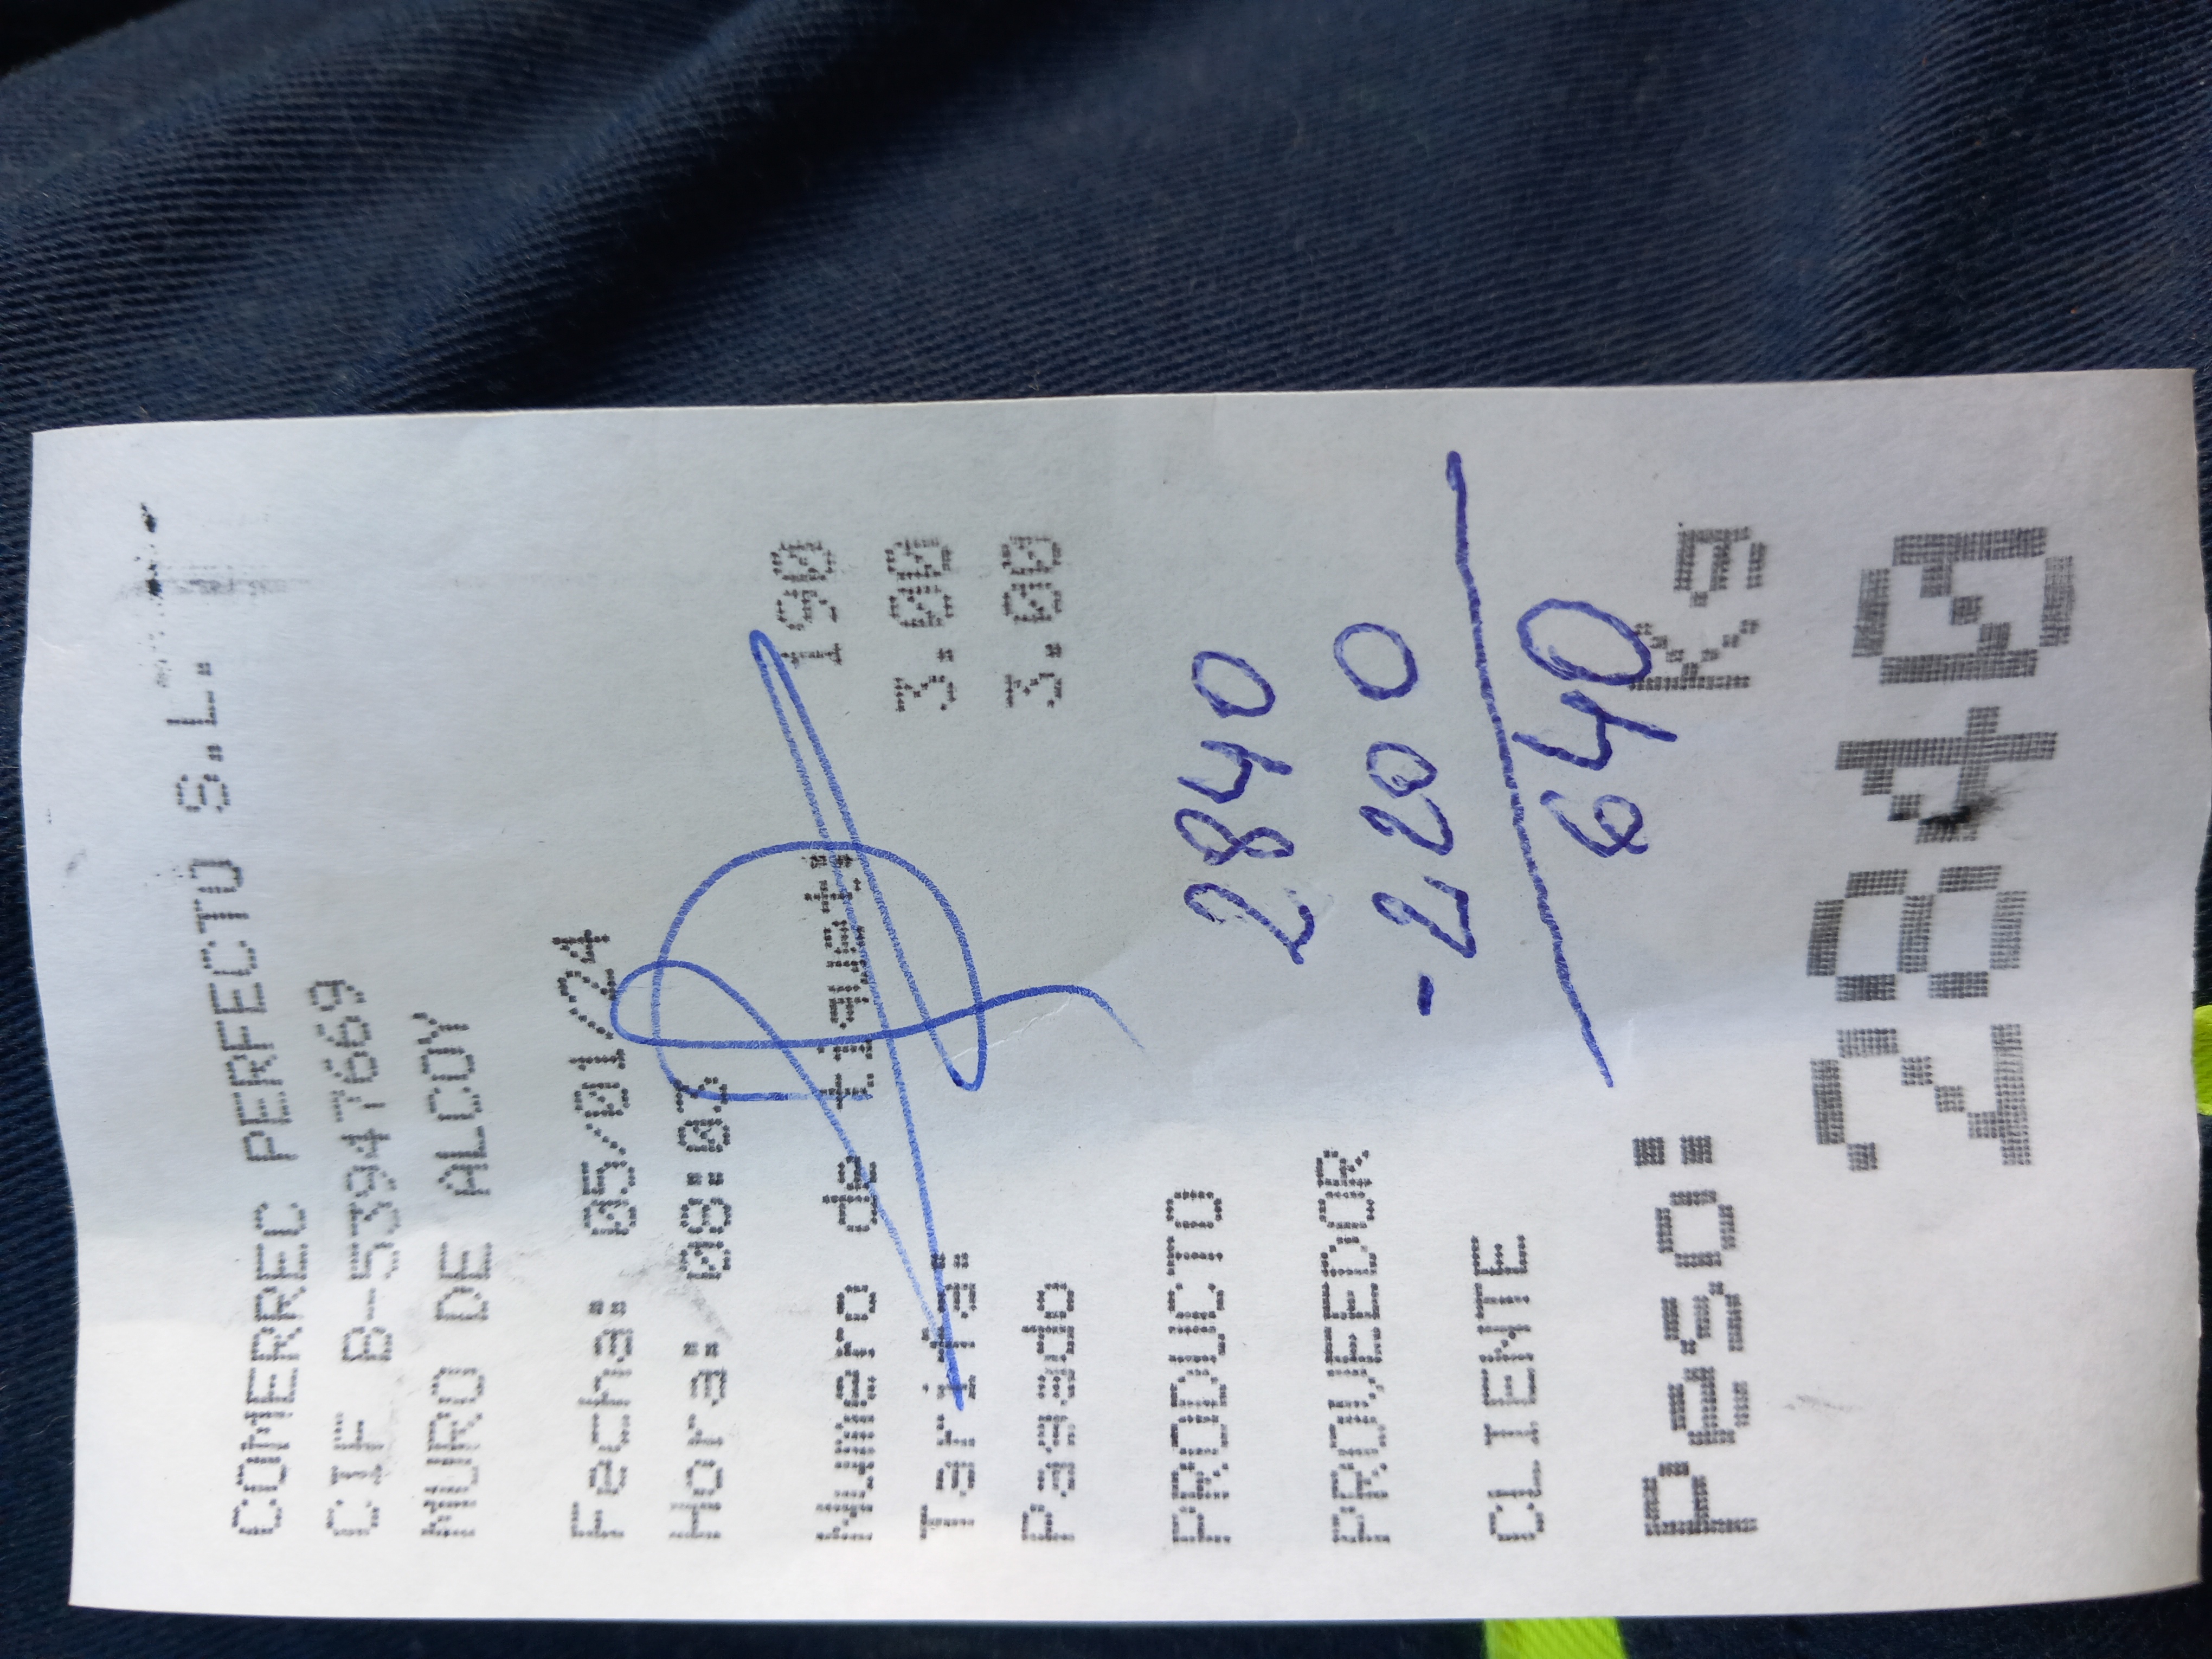 COMERREC PERFECTO S.L.
CIF B-53947669
MURO DE ALCOY
Fecha: 05/01/24
Hora: 08:03
Numero de tiquet: 190
Tarifa: 3.00
Pasado 3.00
PRODUCTO
2840
PROVEEDOR
-2200
CLIENTE
640
Peso: Kg
2840